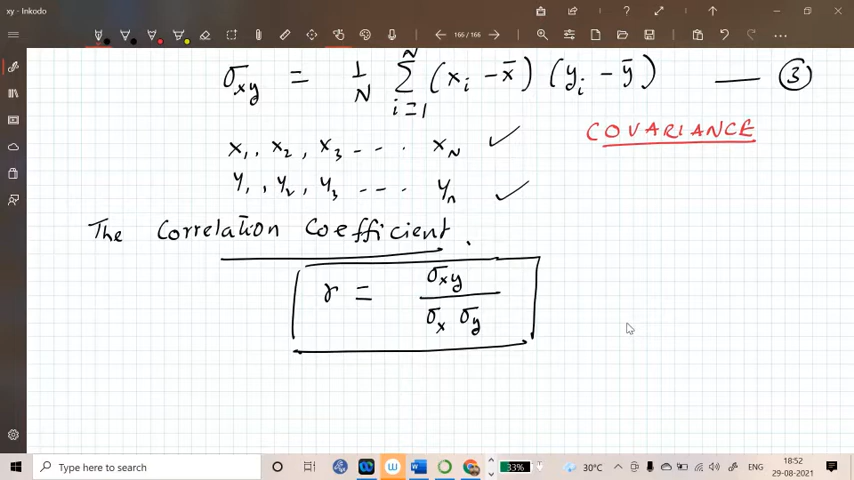 xy - Inkodo
166 / 166
σxy = 1/N Σ i=1 N (xi - x̄) (yi - ȳ) — ③
COVARIANCE
x1, x2, x3 - - - . xN ✓
y1, y2, y3 - - - . yn ✓
The Correlation Coefficient.
r = σxy / σx σy
Type here to search
33%
30°C
ENG
18:52
29-08-2021